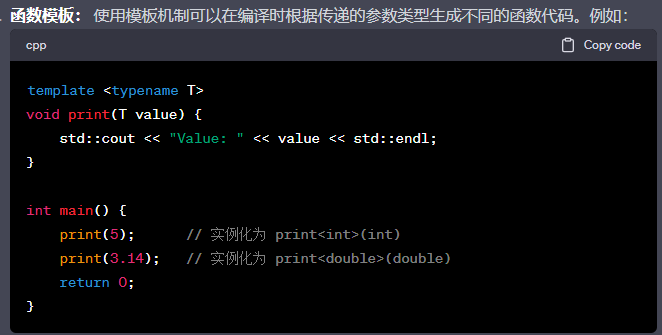 函数模板：使用模板机制可以在编译时根据传递的参数类型生成不同的函数代码。例如：
cpp Copy code
template <typename T>
void print(T value) {
    std::cout << "Value: " << value << std::endl;
}

int main() {
    print(5);      // 实例化为 print<int>(int)
    print(3.14);   // 实例化为 print<double>(double)
    return 0;
}